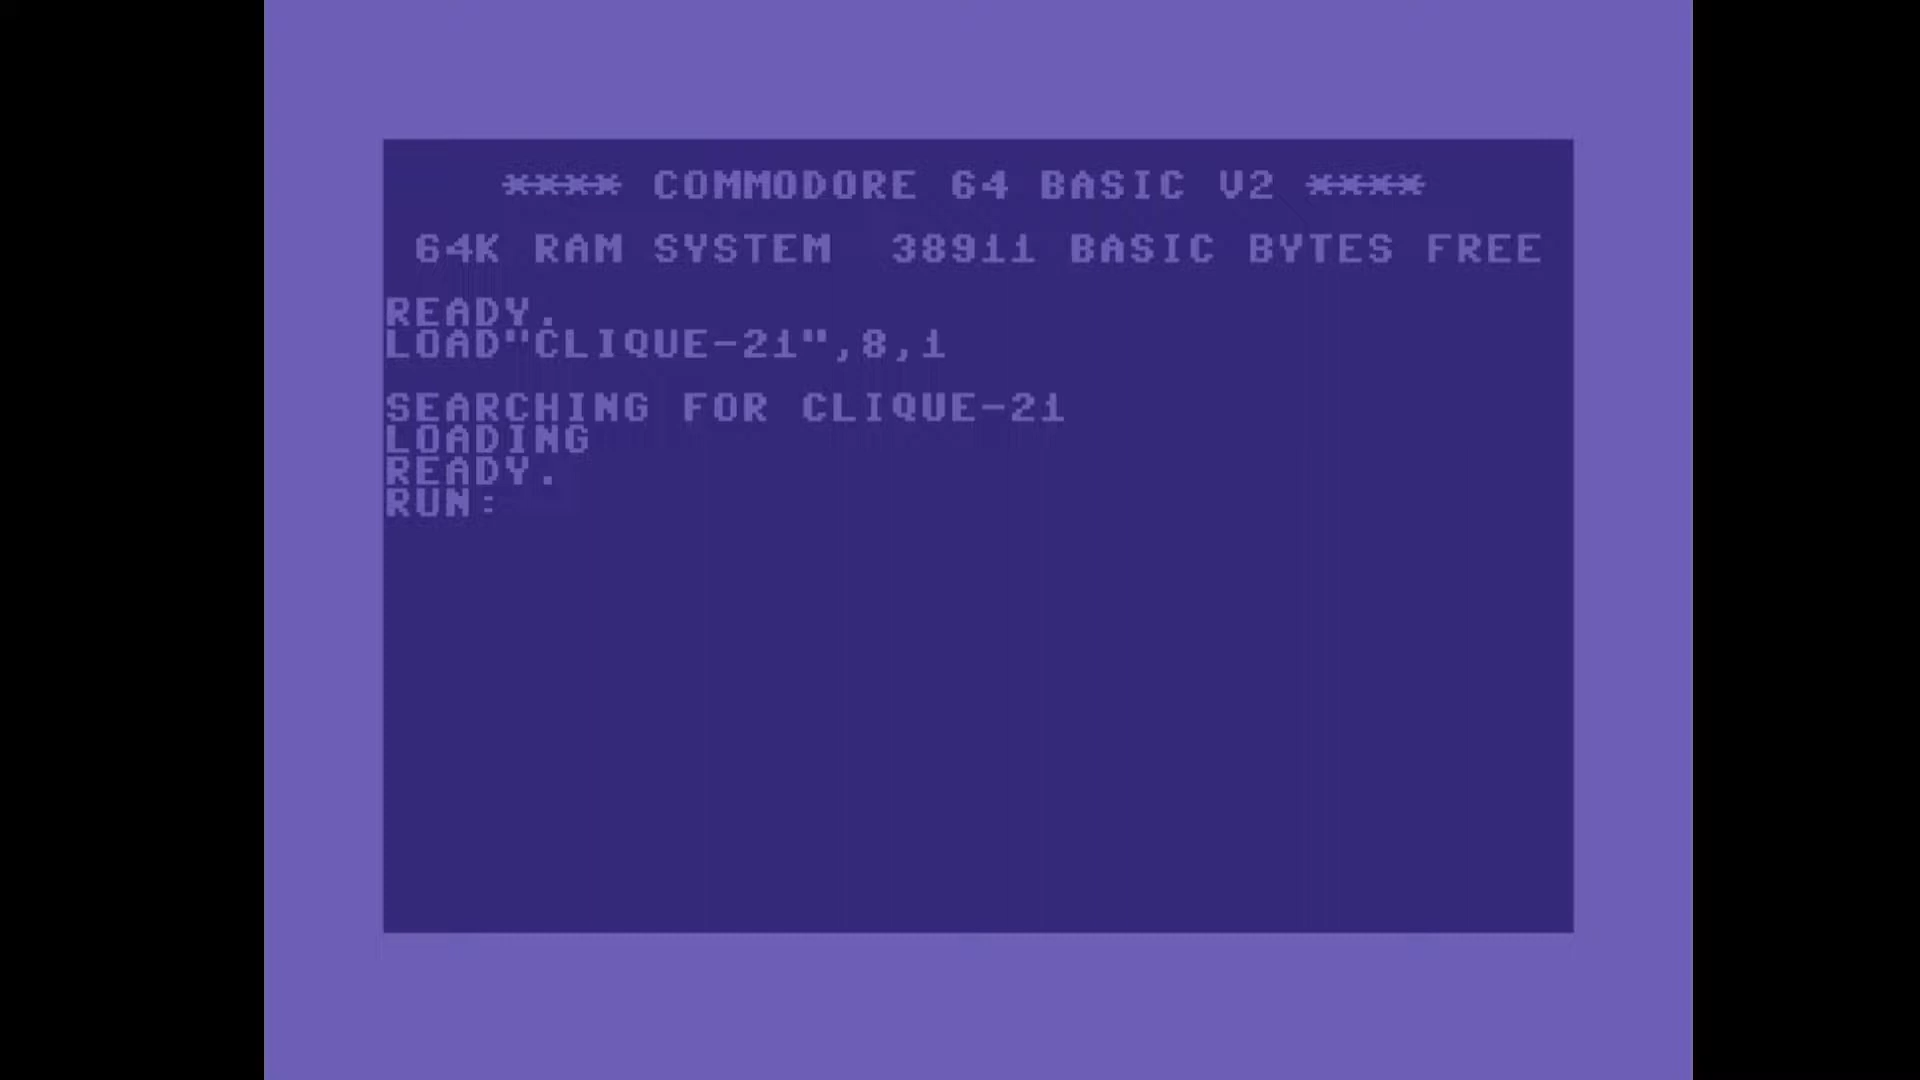 **** COMMODORE 64 BASIC V2 ****
64K RAM SYSTEM  38911 BASIC BYTES FREE
READY.
LOAD"CLIQUE-21",8,1
SEARCHING FOR CLIQUE-21
LOADING
READY.
RUN: